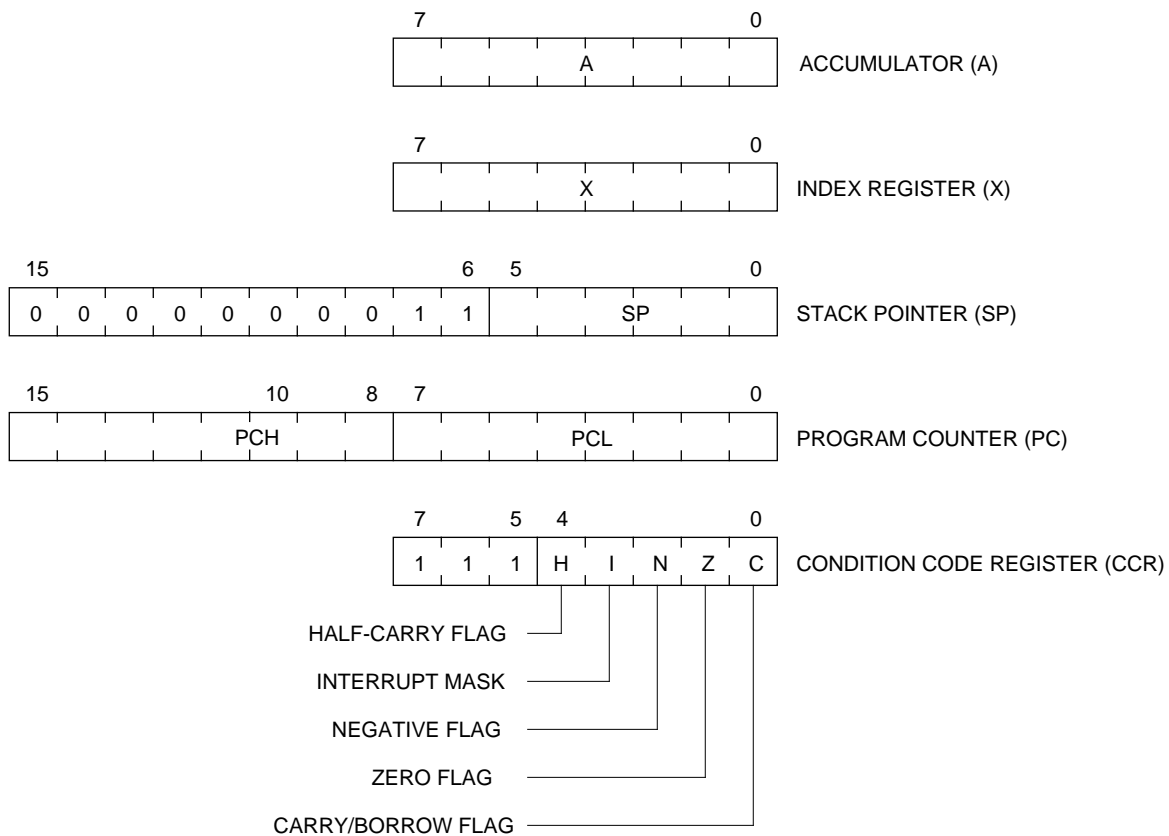 7 0
A ACCUMULATOR (A)
7 0
X INDEX REGISTER (X)
15 6 5 0
0 0 0 0 0 0 0 0 1 1 SP STACK POINTER (SP)
15 10 8 7 0
PCH PCL PROGRAM COUNTER (PC)
7 5 4 0
1 1 1 H I N Z C CONDITION CODE REGISTER (CCR)
HALF-CARRY FLAG
INTERRUPT MASK
NEGATIVE FLAG
ZERO FLAG
CARRY/BORROW FLAG